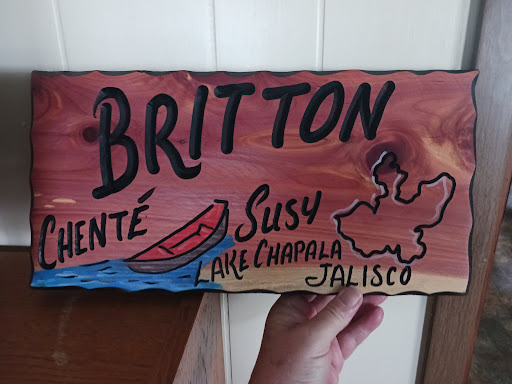 BRITTON
CHENTÉ
SUSY
LAKE CHAPALA
JALISCO